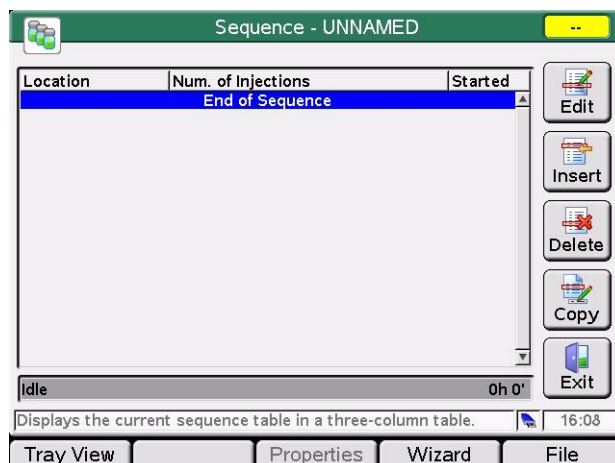 Sequence - UNNAMED
--
Location Num. of Injections Started
End of Sequence
Edit
Insert
Delete
Copy
Exit
Idle 0h 0'
Displays the current sequence table in a three-column table. 16:08
Tray View Properties Wizard File